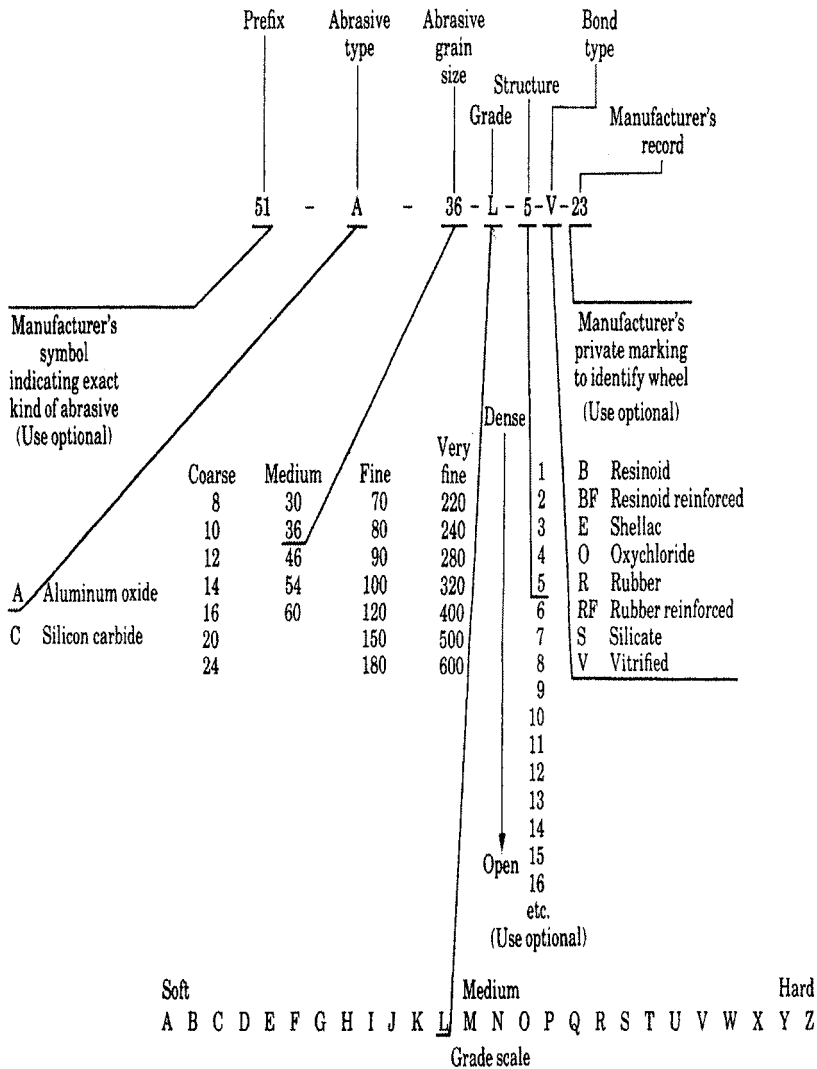 Prefix
Abrasive
type
Abrasive
grain
size
Structure
Grade
Bond
type
Manufacturer's
record
51 – A – 36 – L – 5 – V – 23
Manufacturer's
symbol
indicating exact
kind of abrasive
(Use optional)
Manufacturer's
private marking
to identify wheel
(Use optional)
A Aluminum oxide
C Silicon carbide
Coarse
8
10
12
14
16
20
24
Medium
30
36
46
54
60
Fine
70
80
90
100
120
150
180
Very
fine
220
240
280
320
400
500
600
Dense
Open
1
2
3
4
5
6
7
8
9
10
11
12
13
14
15
16
etc.
(Use optional)
B Resinoid
BF Resinoid reinforced
E Shellac
O Oxychloride
R Rubber
RF Rubber reinforced
S Silicate
V Vitrified
Soft Medium Hard
A B C D E F G H I J K L M N O P Q R S T U V W X Y Z
Grade scale